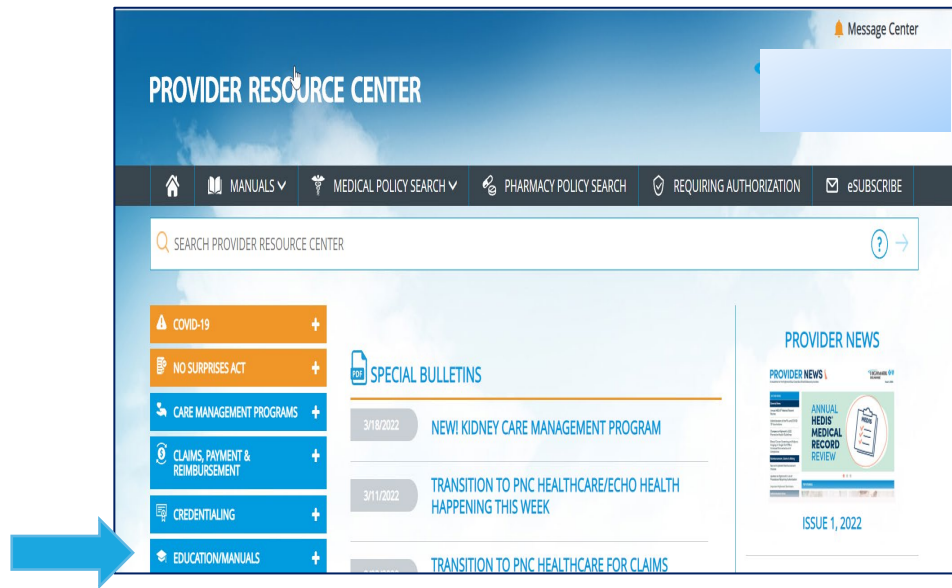 Message Center
PROVIDER RESOURCE CENTER
MANUALS
MEDICAL POLICY SEARCH
PHARMACY POLICY SEARCH
REQUIRING AUTHORIZATION
eSUBSCRIBE
SEARCH PROVIDER RESOURCE CENTER
?
COVID-19 +
NO SURPRISES ACT +
CARE MANAGEMENT PROGRAMS +
CLAIMS, PAYMENT & +
REIMBURSEMENT
CREDENTIALING +
EDUCATION/MANUALS +
PDF SPECIAL BULLETINS
3/18/2022 NEW! KIDNEY CARE MANAGEMENT PROGRAM
3/11/2022 TRANSITION TO PNC HEALTHCARE/ECHO HEALTH
HAPPENING THIS WEEK
TRANSITION TO PNC HEALTHCARE FOR CLAIMS
PROVIDER NEWS
PROVIDER NEWS
ANNUAL
HEDIS®
MEDICAL
RECORD
REVIEW
ISSUE 1, 2022